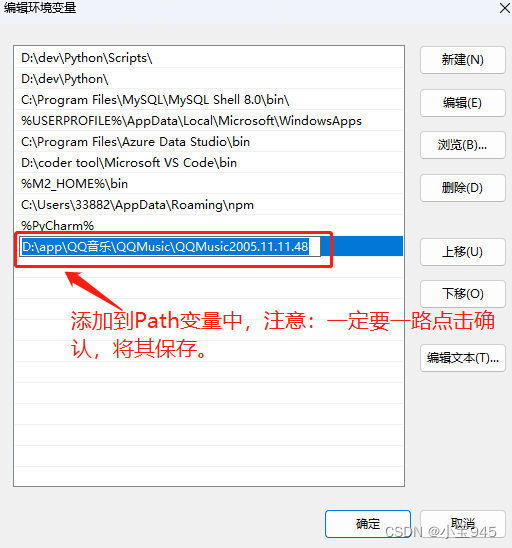 编辑环境变量
D:\dev\Python\Scripts\
新建(N)
D:\dev\Python\
C:\Program Files\MySQL\MySQL Shell 8.0\bin\
编辑(E)
%USERPROFILE%\AppData\Local\Microsoft\WindowsApps
C:\Program Files\Azure Data Studio\bin
浏览(B)...
D:\coder tool\Microsoft VS Code\bin
%M2_HOME%\bin
删除(D)
C:\Users\33882\AppData\Roaming\npm
%PyCharm%
D:\app\QQ音乐\QQMusic\QQMusic2005.11.11.48
上移(U)
下移(O)
添加到Path变量中，注意：一定要一路点击确
认，将其保存。
编辑文本(T)...
确定
取消
CSDN @小宝945